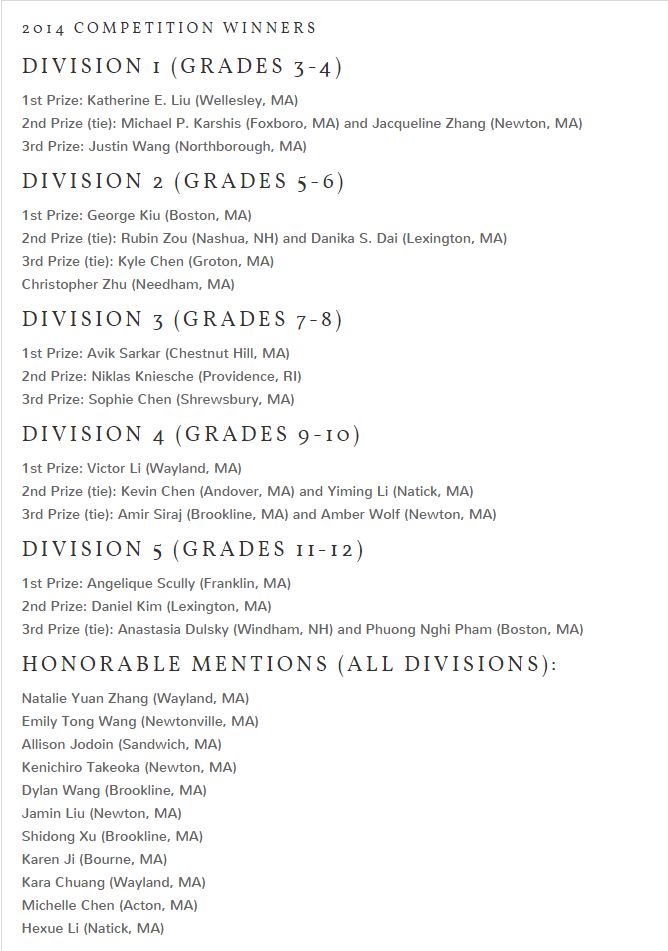 2014 COMPETITION WINNERS
DIVISION 1 (GRADES 3-4)
1st Prize: Katherine E. Liu (Wellesley, MA)
2nd Prize (tie): Michael P. Karshis (Foxboro, MA) and Jacqueline Zhang (Newton, MA)
3rd Prize: Justin Wang (Northborough, MA)
DIVISION 2 (GRADES 5-6)
1st Prize: George Kiu (Boston, MA)
2nd Prize (tie): Rubin Zou (Nashua, NH) and Danika S. Dai (Lexington, MA)
3rd Prize (tie): Kyle Chen (Groton, MA)
Christopher Zhu (Needham, MA)
DIVISION 3 (GRADES 7-8)
1st Prize: Avik Sarkar (Chestnut Hill, MA)
2nd Prize: Niklas Kniesche (Providence, RI)
3rd Prize: Sophie Chen (Shrewsbury, MA)
DIVISION 4 (GRADES 9-10)
1st Prize: Victor Li (Wayland, MA)
2nd Prize (tie): Kevin Chen (Andover, MA) and Yiming Li (Natick, MA)
3rd Prize (tie): Amir Siraj (Brookline, MA) and Amber Wolf (Newton, MA)
DIVISION 5 (GRADES 11-12)
1st Prize: Angelique Scully (Franklin, MA)
2nd Prize: Daniel Kim (Lexington, MA)
3rd Prize (tie): Anastasia Dulsky (Windham, NH) and Phuong Nghi Pham (Boston, MA)
HONORABLE MENTIONS (ALL DIVISIONS):
Natalie Yuan Zhang (Wayland, MA)
Emily Tong Wang (Newtonville, MA)
Allison Jodoin (Sandwich, MA)
Kenichiro Takeoka (Newton, MA)
Dylan Wang (Brookline, MA)
Jamin Liu (Newton, MA)
Shidong Xu (Brookline, MA)
Karen Ji (Bourne, MA)
Kara Chuang (Wayland, MA)
Michelle Chen (Acton, MA)
Hexue Li (Natick, MA)